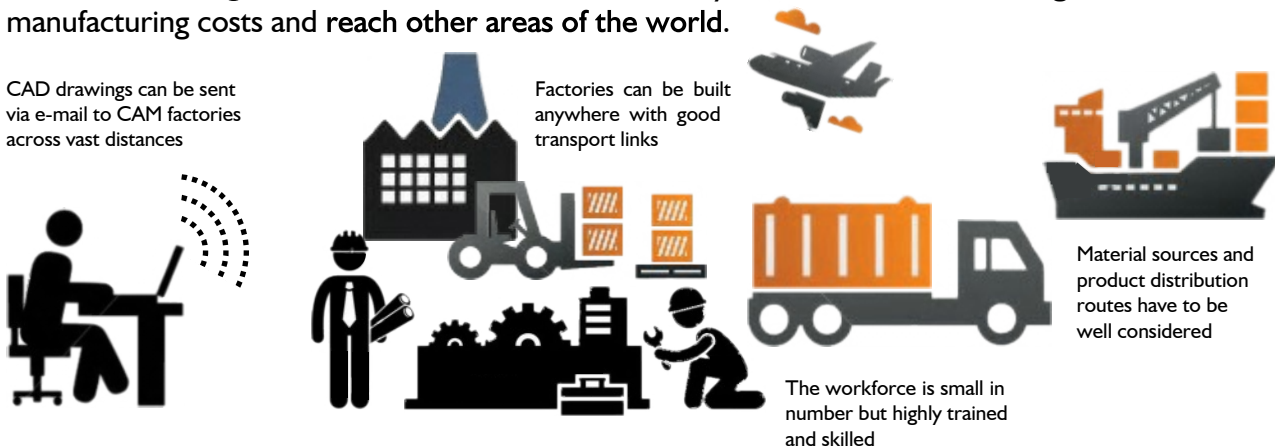 manufacturing costs and reach other areas of the world.
CAD drawings can be sent
via e-mail to CAM factories
across vast distances
Factories can be built
anywhere with good
transport links
Material sources and
product distribution
routes have to be
well considered
The workforce is small in
number but highly trained
and skilled